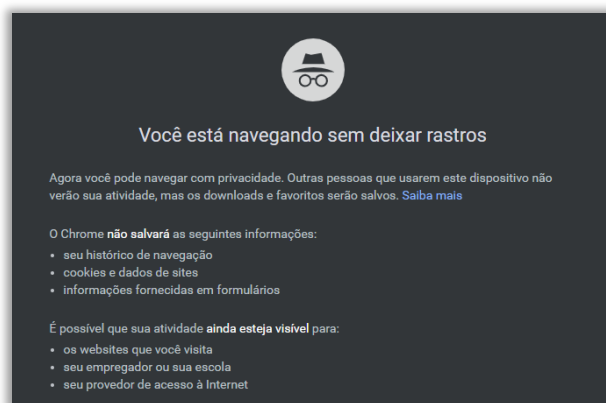 Você está navegando sem deixar rastros
Agora você pode navegar com privacidade. Outras pessoas que usarem este dispositivo não
verão sua atividade, mas os downloads e favoritos serão salvos. Saiba mais
O Chrome não salvará as seguintes informações:
• seu histórico de navegação
• cookies e dados de sites
• informações fornecidas em formulários
É possível que sua atividade ainda esteja visível para:
• os websites que você visita
• seu empregador ou sua escola
• seu provedor de acesso à Internet